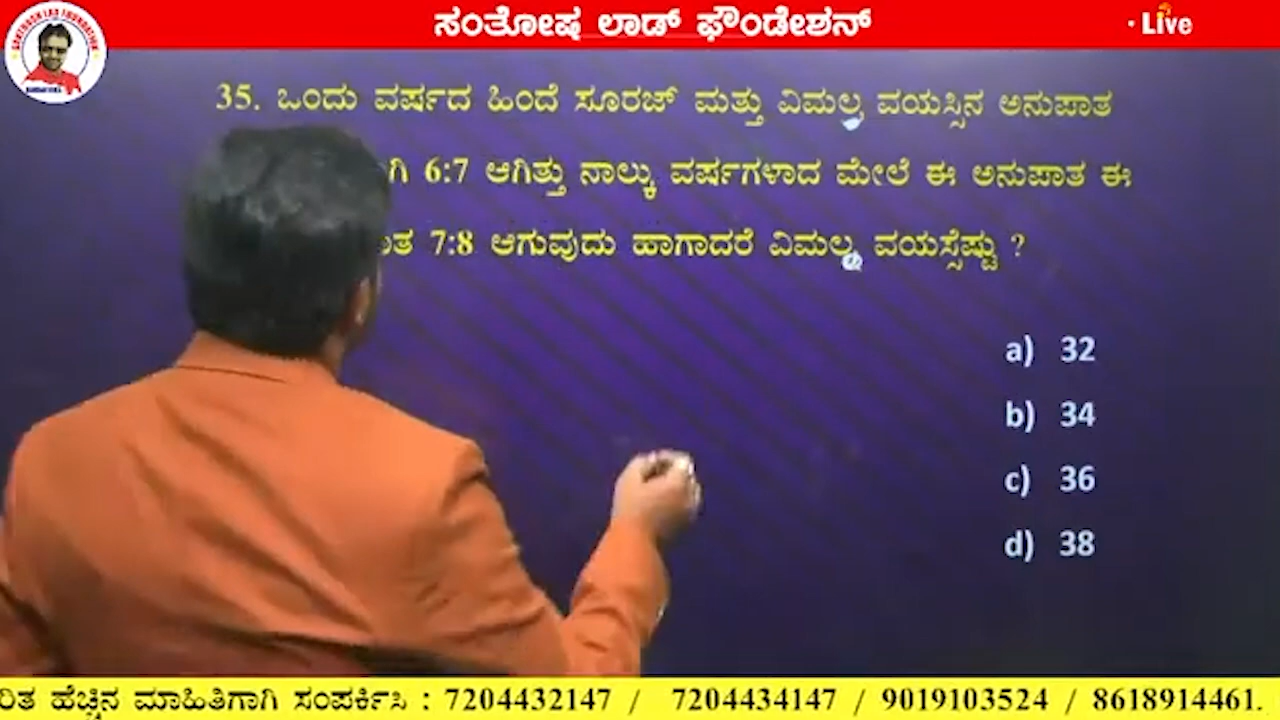 ಸಂತೋಷ ಲಾಡ್ ಫೌಂಡೇಶನ್
Live
35. ಒಂದು ವರ್ಷದ ಹಿಂದೆ ಸೂರಜ್ ಮತ್ತು ವಿಮಲ್ನ ವಯಸ್ಸಿನ ಅನುಪಾತ
6:7 ಆಗಿತ್ತು ನಾಲ್ಕು ವರ್ಷಗಳಾದ ಮೇಲೆ ಈ ಅನುಪಾತ ಈ
7:8 ಆಗುವುದು ಹಾಗಾದರೆ ವಯಸ್ಸೆಷ್ಟು ?
a) 32
b) 34
c) 36
d) 38
ಹೆಚ್ಚಿನ ಮಾಹಿತಿಗಾಗಿ ಸಂಪರ್ಕಿಸಿ : 7204432147 / 7204434147 / 9019103524 / 8618914461.